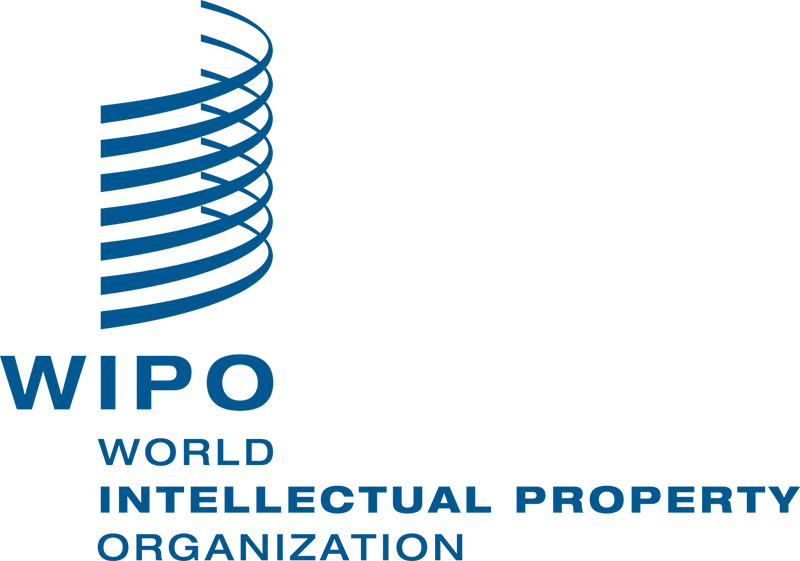 WIPO
WORLD
INTELLECTUAL PROPERTY
ORGANIZATION